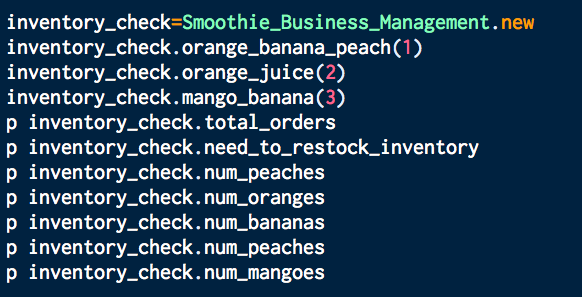 inventory_check=Smoothie_Business_Management.new
inventory_check.orange_banana_peach(1)
inventory_check.orange_juice(2)
inventory_check.mango_banana(3)
p inventory_check.total_orders
p inventory_check.need_to_restock_inventory
p inventory_check.num_peaches
p inventory_check.num_oranges
p inventory_check.num_bananas
p inventory_check.num_peaches
p inventory_check.num_mangoes